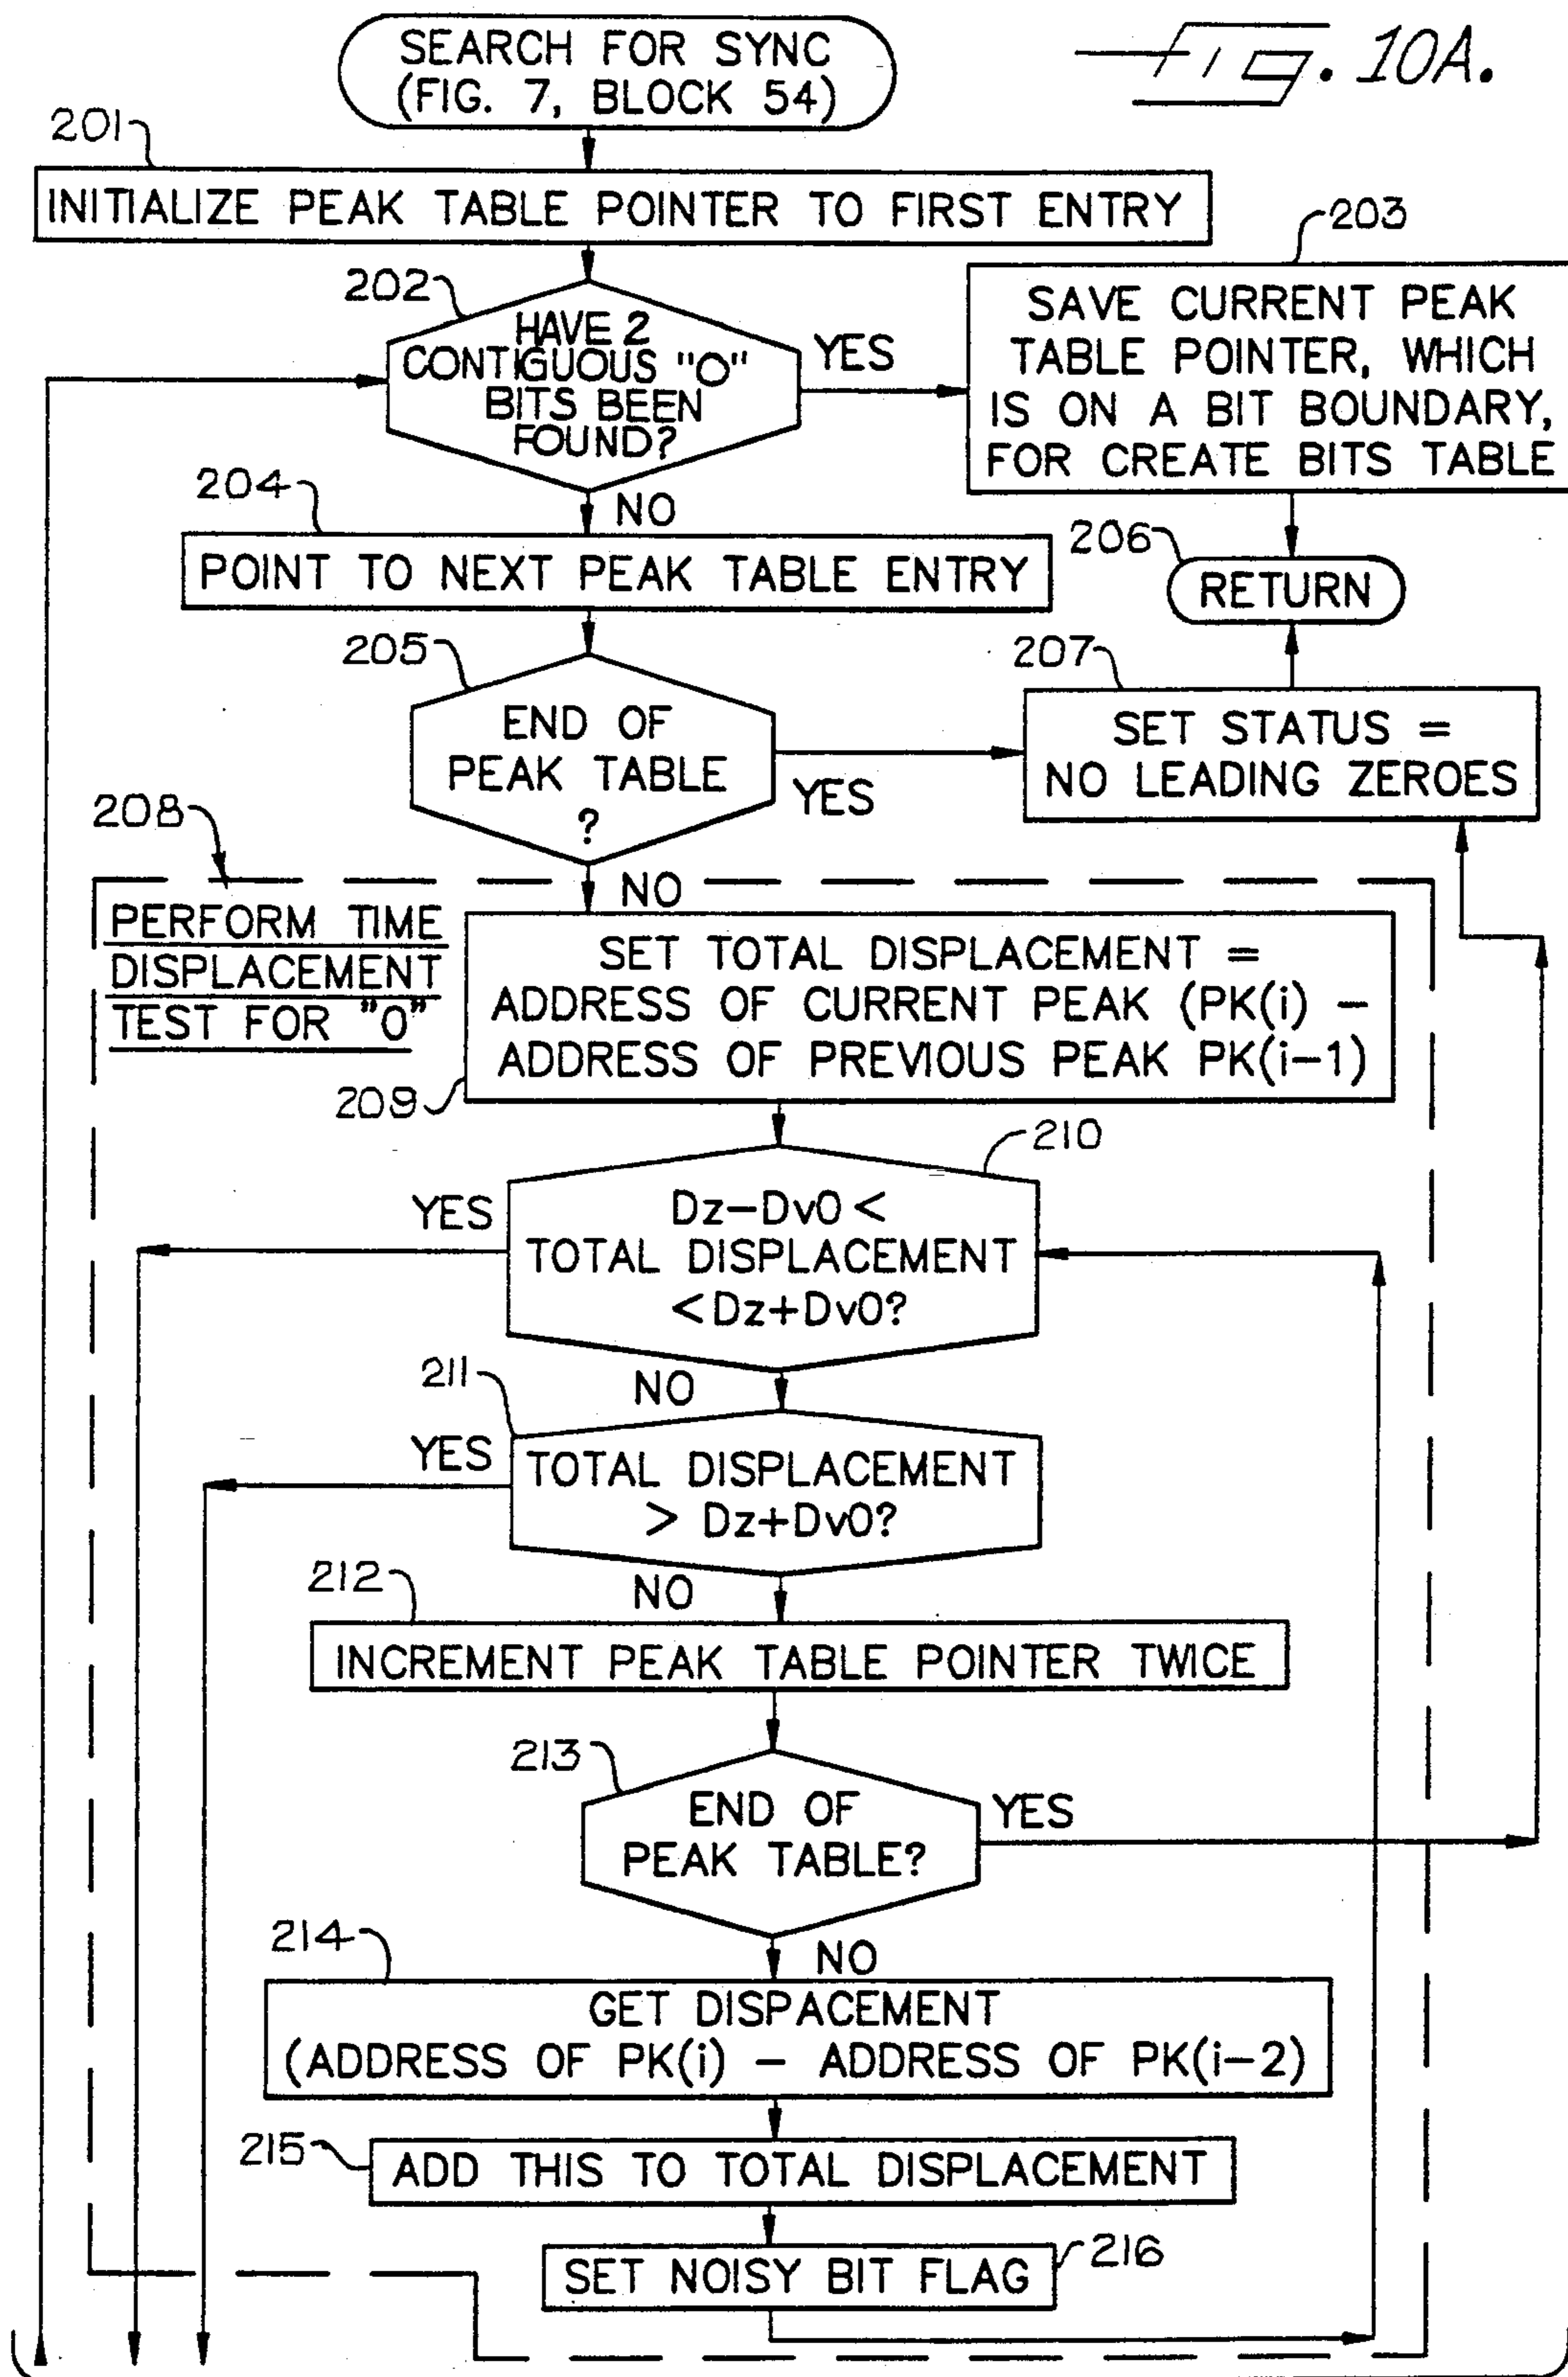 SEARCH FOR SYNC
(FIG. 7, BLOCK 54)
fig. 10A.
201
INITIALIZE PEAK TABLE POINTER TO FIRST ENTRY
202
HAVE 2
CONTIGUOUS "0"
BITS BEEN
FOUND?
YES
203
SAVE CURRENT PEAK
TABLE POINTER, WHICH
IS ON A BIT BOUNDARY,
FOR CREATE BITS TABLE
NO
204
POINT TO NEXT PEAK TABLE ENTRY
206
RETURN
205
END OF
PEAK TABLE
?
YES
207
SET STATUS =
NO LEADING ZEROES
208
NO
PERFORM TIME
DISPLACEMENT
TEST FOR "0"
SET TOTAL DISPLACEMENT =
ADDRESS OF CURRENT PEAK (PK(i) –
ADDRESS OF PREVIOUS PEAK PK(i–1)
209
210
Dz–Dv0 <
TOTAL DISPLACEMENT
<Dz+Dv0?
YES
NO
211
TOTAL DISPLACEMENT
> Dz+Dv0?
YES
NO
212
INCREMENT PEAK TABLE POINTER TWICE
213
END OF
PEAK TABLE?
YES
NO
214
GET DISPACEMENT
(ADDRESS OF PK(i) – ADDRESS OF PK(i–2)
215
ADD THIS TO TOTAL DISPLACEMENT
SET NOISY BIT FLAG
216